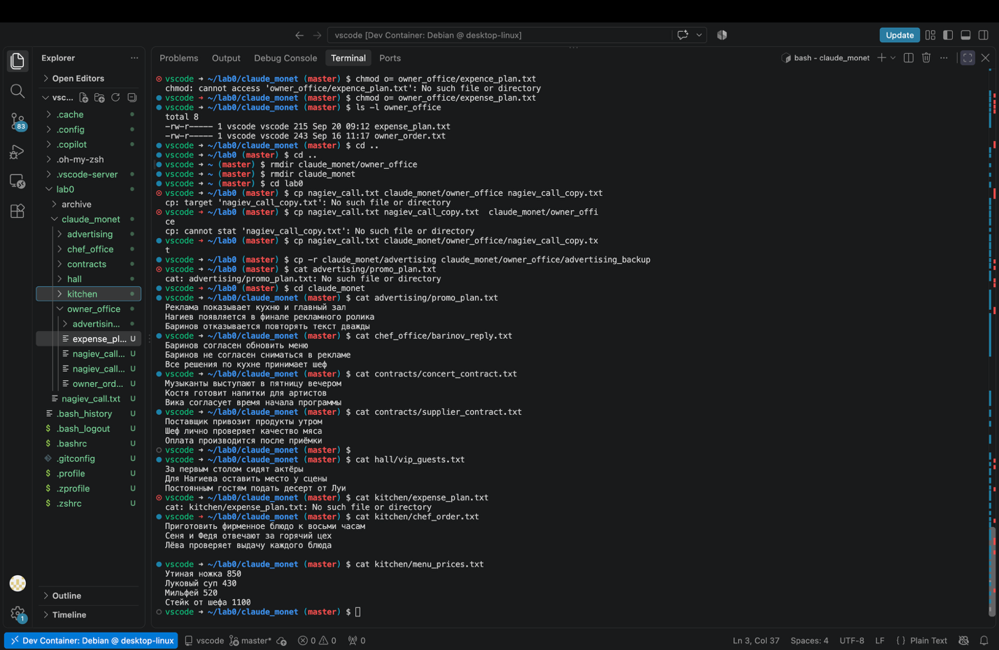 vscode [Dev Container: Debian @ desktop-linux]
Update
Explorer
Problems
Output
Debug Console
Terminal
Ports
bash - claude_monet
Open Editors
vsc...
.cache
.config
.copilot
.oh-my-zsh
.vscode-server
lab0
archive
claude_monet
advertising
chef_office
contracts
hall
kitchen
owner_office
advertisin...
expense_pl... U
nagiev_call... U
nagiev_call... U
owner_ord... U
nagiev_call.txt U
.bash_history U
.bash_logout U
.bashrc U
.gitconfig U
.profile U
.zprofile U
.zshrc U
Outline
Timeline
83
1
vscode → ~/lab0/claude_monet (master) $ chmod o= owner_office/expence_plan.txt
chmod: cannot access 'owner_office/expence_plan.txt': No such file or directory
vscode → ~/lab0/claude_monet (master) $ chmod o= owner_office/expense_plan.txt
vscode → ~/lab0/claude_monet (master) $ ls -l owner_office
total 8
-rw-r----- 1 vscode vscode 215 Sep 20 09:12 expense_plan.txt
-rw-r----- 1 vscode vscode 243 Sep 16 11:17 owner_order.txt
vscode → ~/lab0/claude_monet (master) $ cd ..
vscode → ~/lab0 (master) $ cd ..
vscode → ~ (master) $ rmdir claude_monet/owner_office
vscode → ~ (master) $ rmdir claude_monet
vscode → ~ (master) $ cd lab0
vscode → ~/lab0 (master) $ cp nagiev_call.txt claude_monet/owner_office nagiev_call_copy.txt
cp: target 'nagiev_call_copy.txt': No such file or directory
vscode → ~/lab0 (master) $ cp nagiev_call.txt nagiev_call_copy.txt  claude_monet/owner_offi
ce
cp: cannot stat 'nagiev_call_copy.txt': No such file or directory
vscode → ~/lab0 (master) $ cp nagiev_call.txt claude_monet/owner_office/nagiev_call_copy.tx
t
vscode → ~/lab0 (master) $ cp -r claude_monet/advertising claude_monet/owner_office/advertising_backup
vscode → ~/lab0 (master) $ cat advertising/promo_plan.txt
cat: advertising/promo_plan.txt: No such file or directory
vscode → ~/lab0 (master) $ cd claude_monet
vscode → ~/lab0/claude_monet (master) $ cat advertising/promo_plan.txt
Реклама показывает кухню и главный зал
Нагиев появляется в финале рекламного ролика
Баринов отказывается повторять текст дважды
vscode → ~/lab0/claude_monet (master) $ cat chef_office/barinov_reply.txt
Баринов согласен обновить меню
Баринов не согласен сниматься в рекламе
Все решения по кухне принимает шеф
vscode → ~/lab0/claude_monet (master) $ cat contracts/concert_contract.txt
Музыканты выступают в пятницу вечером
Костя готовит напитки для артистов
Вика согласует время начала программы
vscode → ~/lab0/claude_monet (master) $ cat contracts/supplier_contract.txt
Поставщик привозит продукты утром
Шеф лично проверяет качество мяса
Оплата производится после приёмки
vscode → ~/lab0/claude_monet (master) $
vscode → ~/lab0/claude_monet (master) $ cat hall/vip_guests.txt
За первым столом сидят актёры
Для Нагиева оставить место у сцены
Постоянным гостям подать десерт от Луи
vscode → ~/lab0/claude_monet (master) $ cat kitchen/expense_plan.txt
cat: kitchen/expense_plan.txt: No such file or directory
vscode → ~/lab0/claude_monet (master) $ cat kitchen/chef_order.txt
Приготовить фирменное блюдо к восьми часам
Сеня и Федя отвечают за горячий цех
Лёва проверяет выдачу каждого блюда
vscode → ~/lab0/claude_monet (master) $ cat kitchen/menu_prices.txt
Утиная ножка 850
Луковый суп 430
Мильфей 520
Стейк от шефа 1100
vscode → ~/lab0/claude_monet (master) $
Dev Container: Debian @ desktop-linux
vscode
master*
0
0
0
Ln 3, Col 37
Spaces: 4
UTF-8
LF
{ } Plain Text